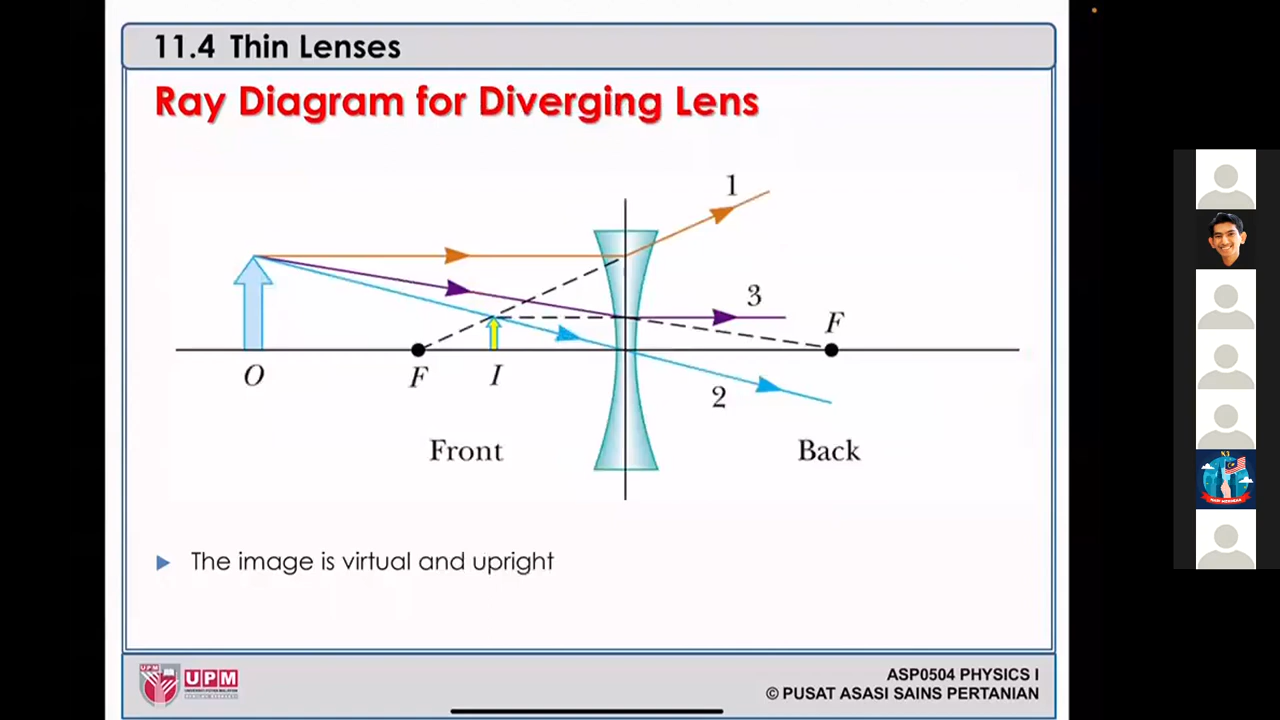 11.4 Thin Lenses
Ray Diagram for Diverging Lens
1
3
F
O
F
I
2
Front
Back
The image is virtual and upright
UPM
UPM
ASP0504 PHYSICS I
© PUSAT ASASI SAINS PERTANIAN